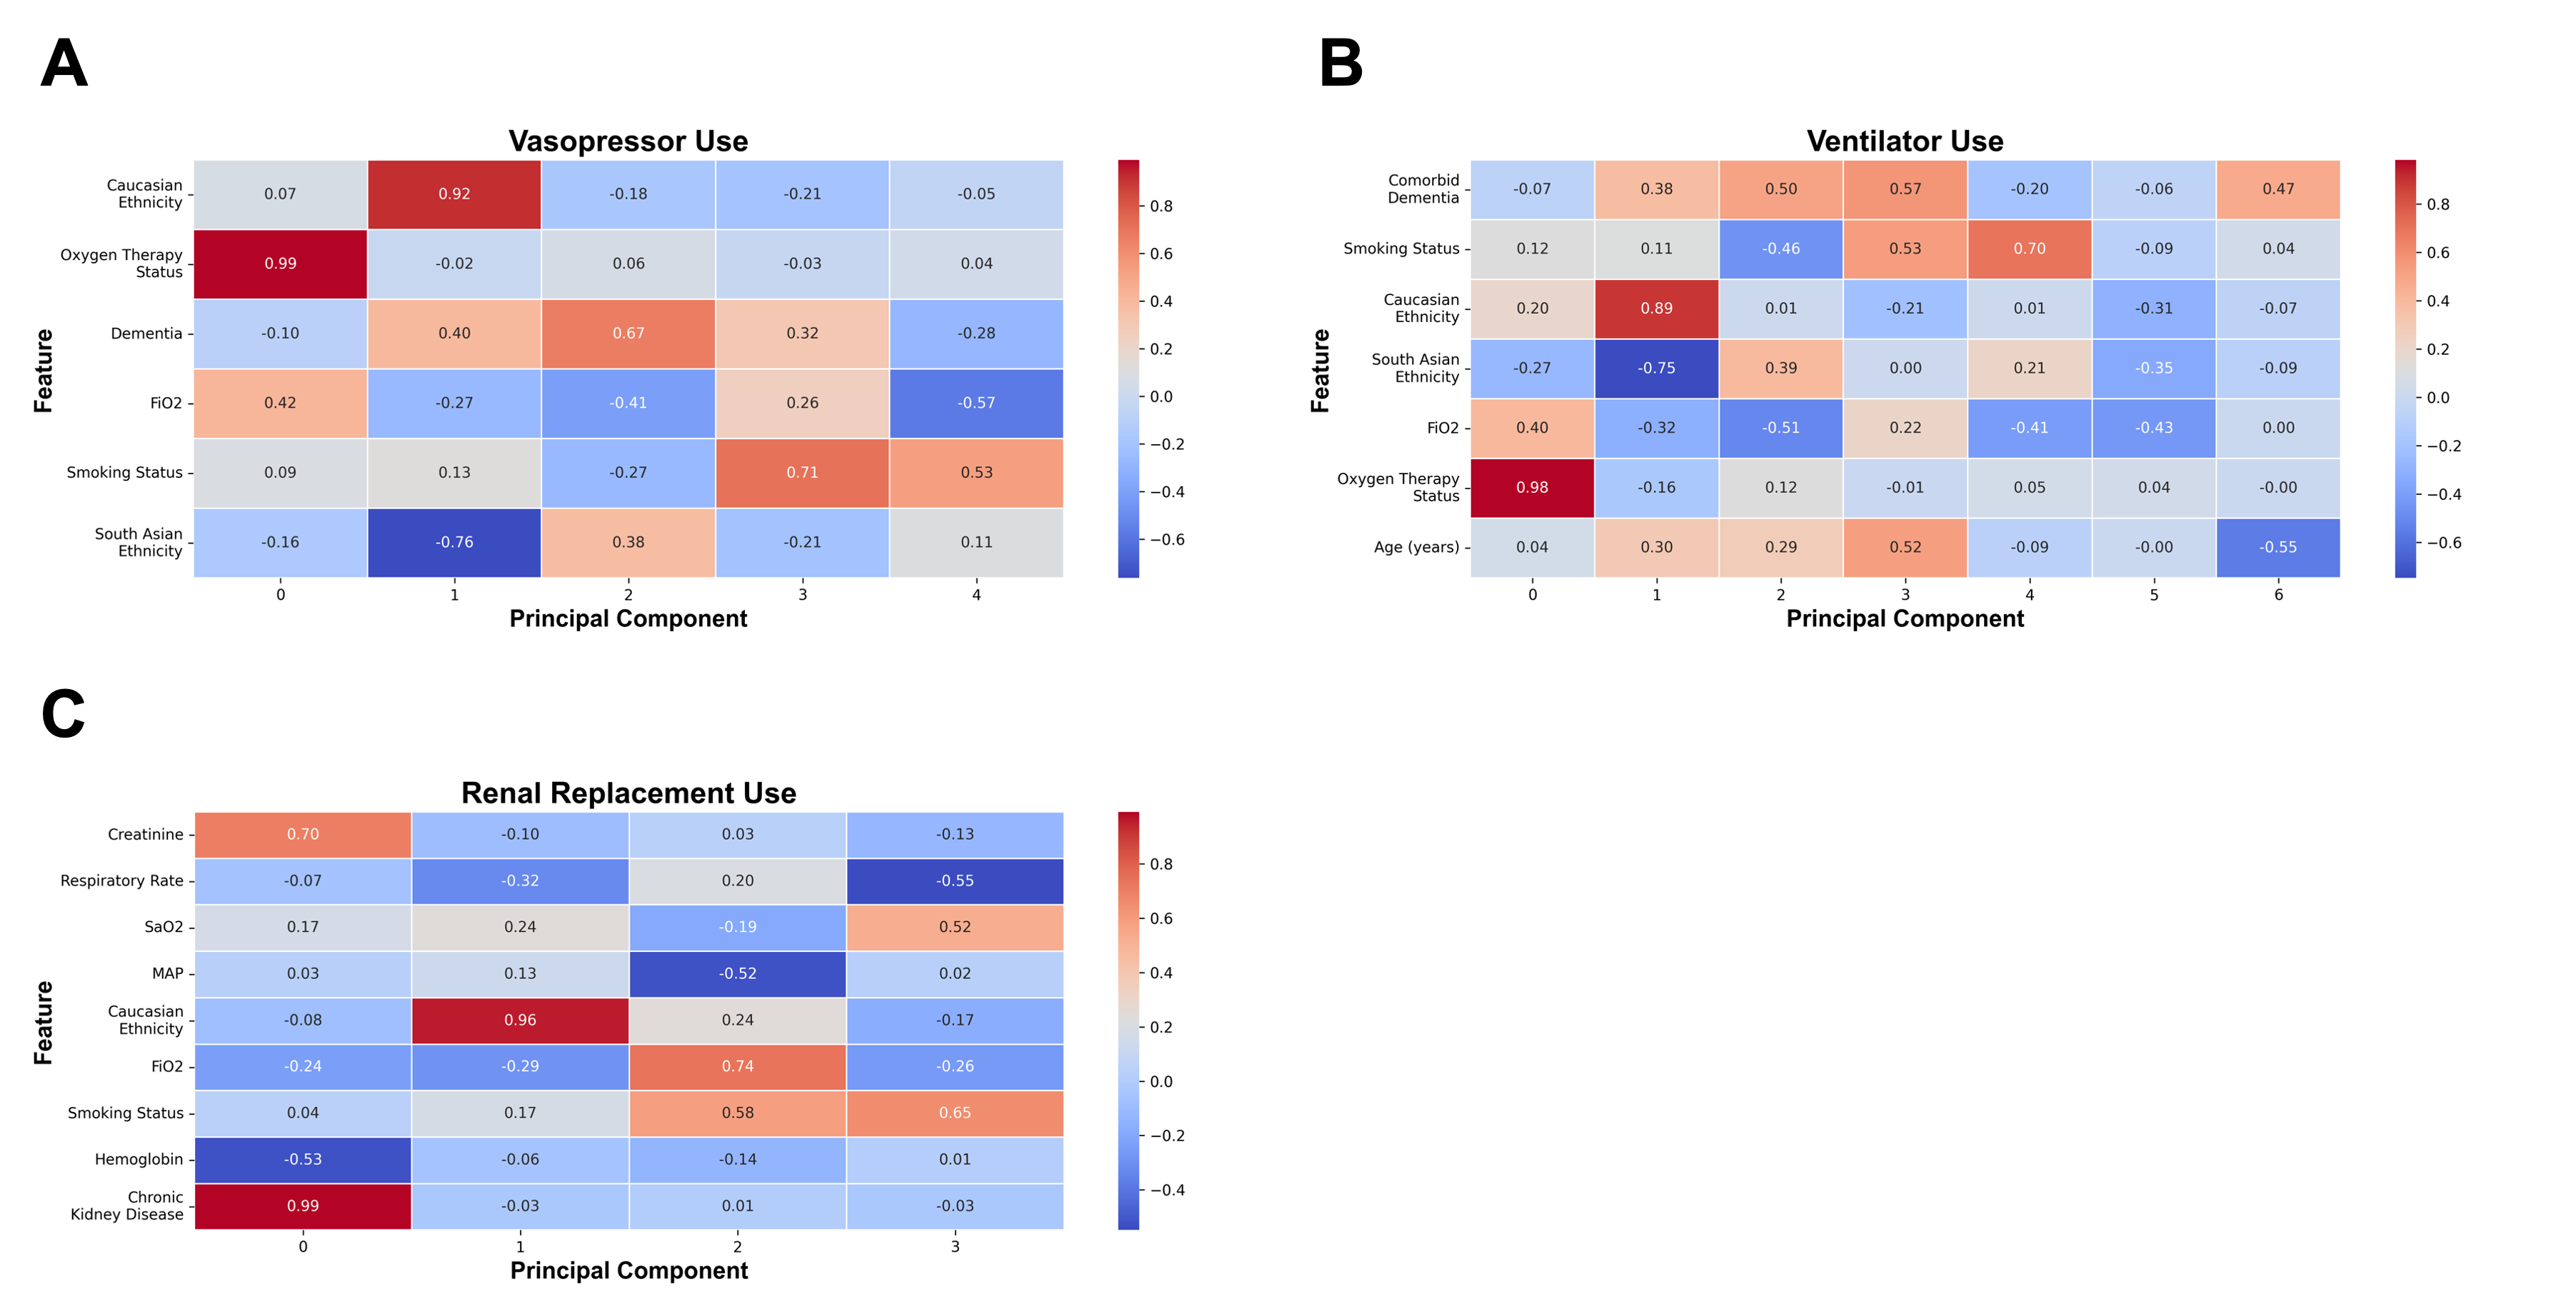 A
Vasopressor Use
Caucasian
Ethnicity
0.07 0.92 -0.18 -0.21 -0.05
Oxygen Therapy
Status
0.99 -0.02 0.06 -0.03 0.04
Dementia -0.10 0.40 0.67 0.32 -0.28
FiO2 0.42 -0.27 -0.41 0.26 -0.57
Smoking Status 0.09 0.13 -0.27 0.71 0.53
South Asian
Ethnicity
-0.16 -0.76 0.38 -0.21 0.11
0 1 2 3 4
Principal Component
Feature
0.8
0.6
0.4
0.2
0.0
−0.2
−0.4
−0.6
B
Ventilator Use
Comorbid
Dementia
-0.07 0.38 0.50 0.57 -0.20 -0.06 0.47
Smoking Status 0.12 0.11 -0.46 0.53 0.70 -0.09 0.04
Caucasian
Ethnicity
0.20 0.89 0.01 -0.21 0.01 -0.31 -0.07
South Asian
Ethnicity
-0.27 -0.75 0.39 0.00 0.21 -0.35 -0.09
FiO2 0.40 -0.32 -0.51 0.22 -0.41 -0.43 0.00
Oxygen Therapy
Status
0.98 -0.16 0.12 -0.01 0.05 0.04 -0.00
Age (years) 0.04 0.30 0.29 0.52 -0.09 -0.00 -0.55
0 1 2 3 4 5 6
Principal Component
Feature
0.8
0.6
0.4
0.2
0.0
−0.2
−0.4
−0.6
C
Renal Replacement Use
Creatinine 0.70 -0.10 0.03 -0.13
Respiratory Rate -0.07 -0.32 0.20 -0.55
SaO2 0.17 0.24 -0.19 0.52
MAP 0.03 0.13 -0.52 0.02
Caucasian
Ethnicity
-0.08 0.96 0.24 -0.17
FiO2 -0.24 -0.29 0.74 -0.26
Smoking Status 0.04 0.17 0.58 0.65
Hemoglobin -0.53 -0.06 -0.14 0.01
Chronic
Kidney Disease
0.99 -0.03 0.01 -0.03
0 1 2 3
Principal Component
Feature
0.8
0.6
0.4
0.2
0.0
−0.2
−0.4